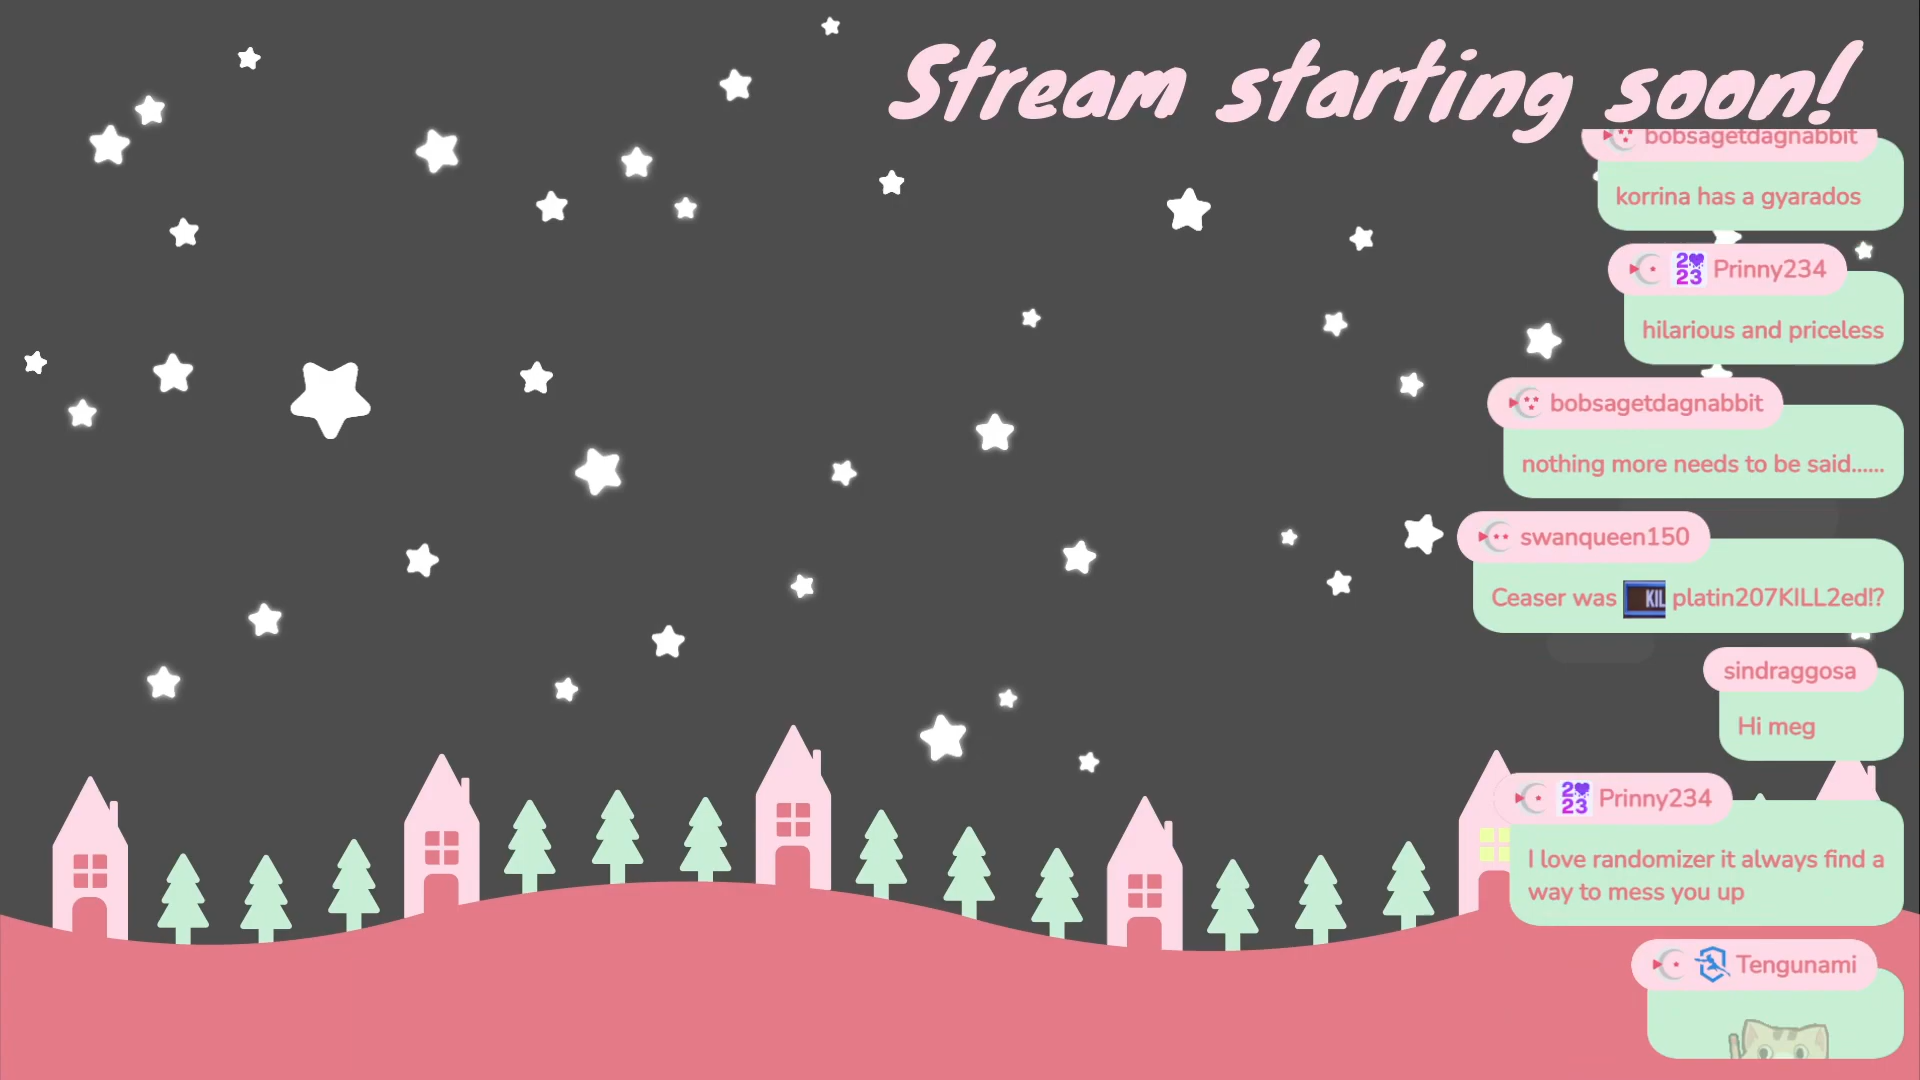 Stream starting soon!
bobsagetdagnabbit
korrina has a gyarados
2023 Prinny234
hilarious and priceless
bobsagetdagnabbit
nothing more needs to be said......
swanqueen150
Ceaser was KIL platin207KILL2ed!?
sindraggosa
Hi meg
2023 Prinny234
I love randomizer it always find a
way to mess you up
Tengunami